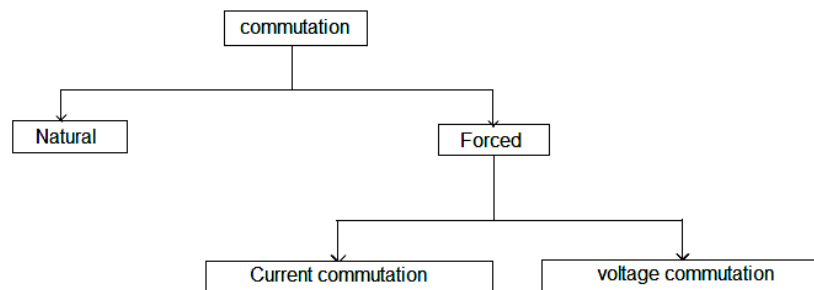 commutation
Natural
Forced
Current commutation
voltage commutation